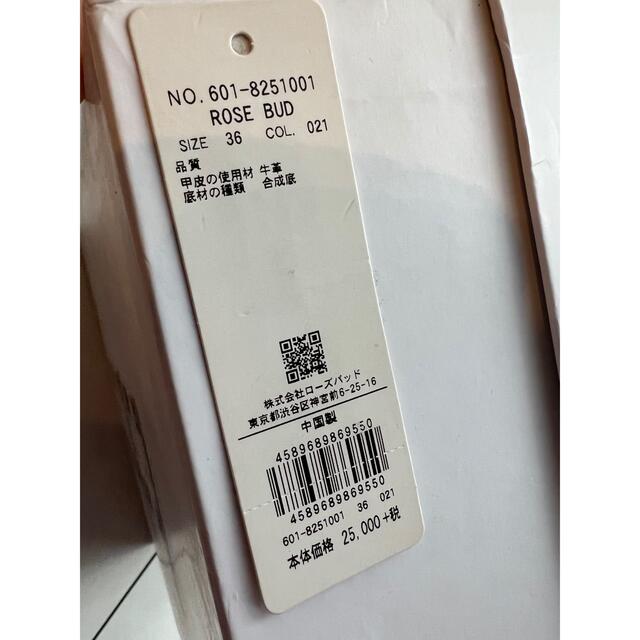 NO. 601-8251001
ROSE BUD
SIZE 36 COL. 021
品質
甲皮の使用材 牛革
底材の種類 合成底
株式会社ローズバッド
東京都渋谷区神宮前6-25-16
中国製
4589689869550
4589689869550
601-8251001 36 021
本体価格 25,000+税